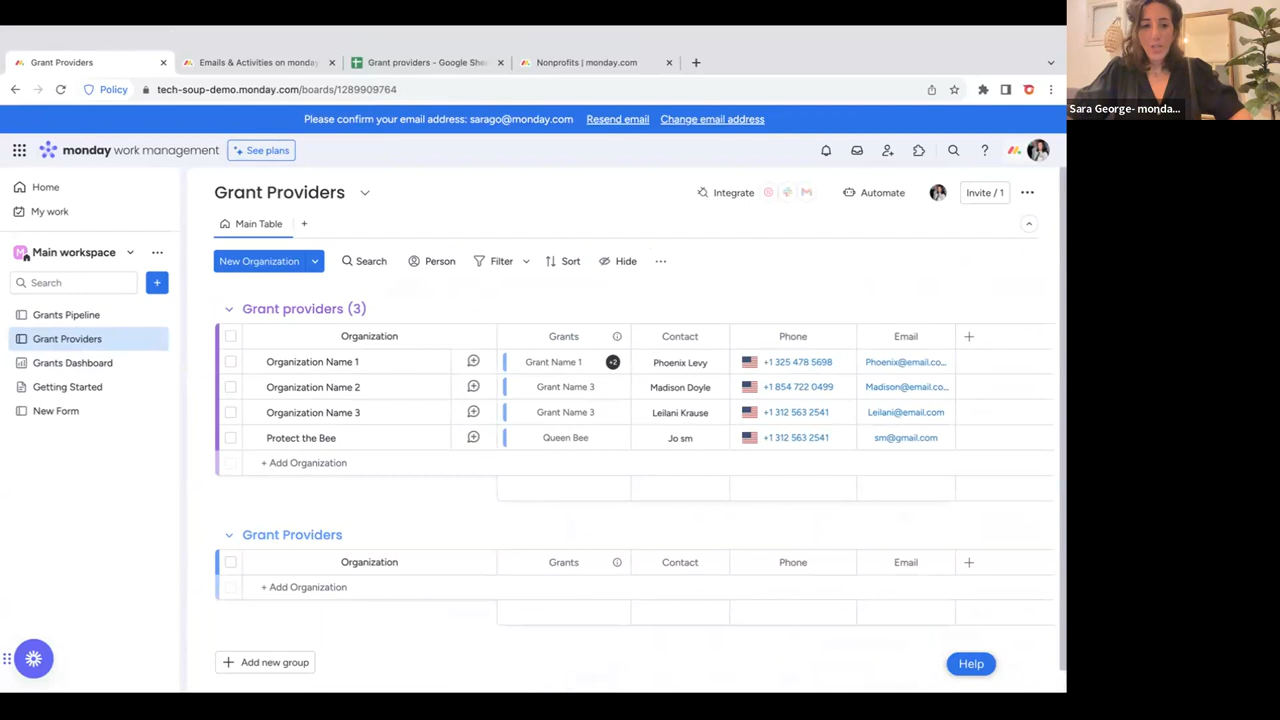 Grant Providers
Emails & Activities on monday
Grant providers - Google Shee
Nonprofits | monday.com
Policy
tech-soup-demo.monday.com/boards/1289909764
Sara George- monda...
Please confirm your email address: sarago@monday.com Resend email Change email address
monday work management
See plans
Home
My work
Main workspace
Search
Grants Pipeline
Grant Providers
Grants Dashboard
Getting Started
New Form
Grant Providers
Integrate
Automate
Invite / 1
Main Table
New Organization
Search
Person
Filter
Sort
Hide
Grant providers (3)
Organization Grants Contact Phone Email
Organization Name 1 Grant Name 1 +2 Phoenix Levy +1 325 478 5698 Phoenix@email.co...
Organization Name 2 Grant Name 3 Madison Doyle +1 854 722 0499 Madison@email.co...
Organization Name 3 Grant Name 3 Leilani Krause +1 312 563 2541 Leilani@email.com
Protect the Bee Queen Bee Jo sm +1 312 563 2541 sm@gmail.com
+ Add Organization
Grant Providers
Organization Grants Contact Phone Email
+ Add Organization
+ Add new group
Help